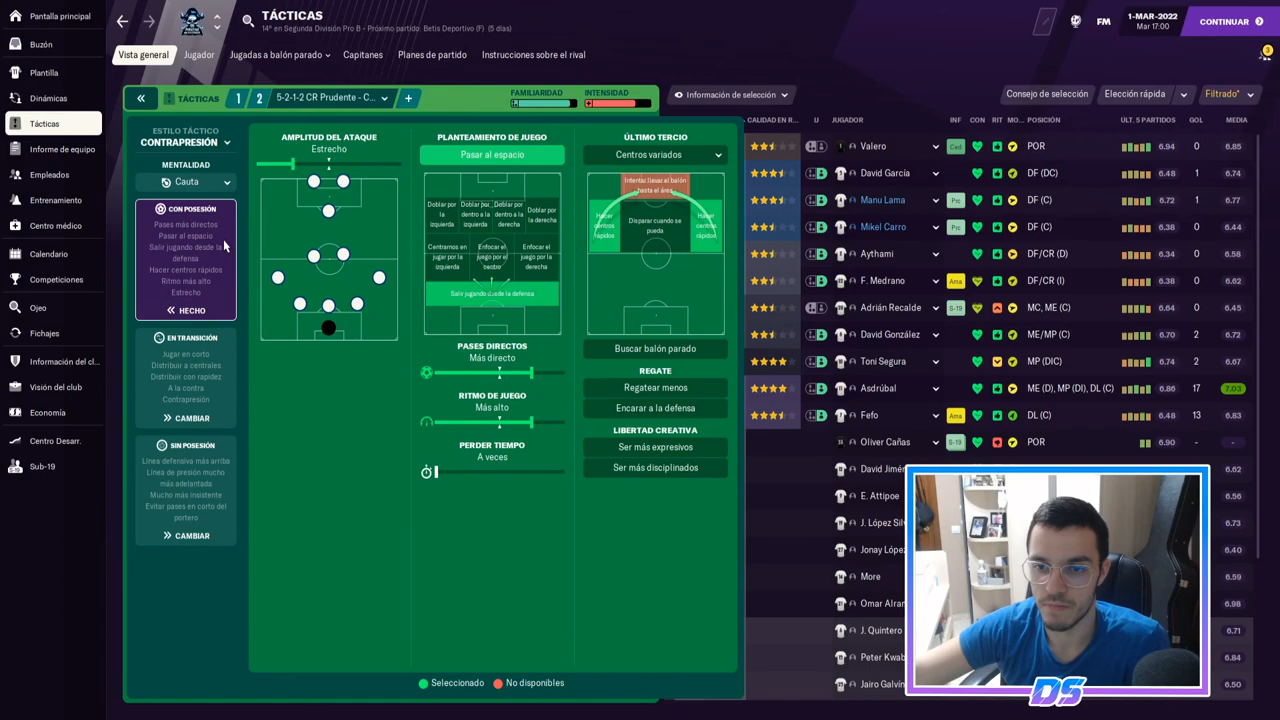 Pantalla principal
Buzón
Plantilla
Dinámicas
Tácticas
Informe de equipo
Empleados
Entrenamiento
Centro médico
Calendario
Competiciones
Ojeo
Fichajes
Información del cl...
Visión del club
Economía
Centro Desarr.
Sub-19
TÁCTICAS
14º en Segunda División Pro B - Próximo partido: Betis Deportivo (F) (5 días)
FM
1-MAR-2022
Mar 17:00
CONTINUAR
3
Vista general
Jugador
Jugadas a balón parado
Capitanes
Planes de partido
Instrucciones sobre el rival
TÁCTICAS
1
2
5-2-1-2 CR Prudente - C...
FAMILIARIDAD
INTENSIDAD
Información de selección
Consejo de selección
Elección rápida
Filtrado*
ESTILO TÁCTICO
CONTRAPRESIÓN
MENTALIDAD
Cauta
CON POSESIÓN
Pases más directos
Pasar al espacio
Salir jugando desde la
defensa
Hacer centros rápidos
Ritmo más alto
Estrecho
HECHO
EN TRANSICIÓN
Jugar en corto
Distribuir a centrales
Distribuir con rapidez
A la contra
Contrapresión
CAMBIAR
SIN POSESIÓN
Línea defensiva más arriba
Línea de presión mucho
más adelantada
Mucho más insistente
Evitar pases en corto del
portero
CAMBIAR
AMPLITUD DEL ATAQUE
Estrecho
PLANTEAMIENTO DE JUEGO
Pasar al espacio
Doblar por
la
izquierda
Doblar por
dentro a la
izquierda
Doblar por
dentro a la
derecha
Doblar por
la derecha
Centrarnos en
jugar por la
izquierda
Enfocar el
juego por el
centro
Enfocar el
juego por la
derecha
Salir jugando desde la defensa
PASES DIRECTOS
Más directo
RITMO DE JUEGO
Más alto
PERDER TIEMPO
A veces
ÚLTIMO TERCIO
Centros variados
Intentar llevar el balón
hasta el área
Hacer
centros
rápidos
Disparar cuando se
pueda
Hacer
centros
rápidos
Buscar balón parado
REGATE
Regatear menos
Encarar a la defensa
LIBERTAD CREATIVA
Ser más expresivos
Ser más disciplinados
Seleccionado
No disponibles
CALIDAD EN R... IJ JUGADOR INF CON RIT MO... POSICIÓN ÚLT. 5 PARTIDOS GOL MEDIA
Valero Ced POR 6.94 0 6.85
David García DF (DC) 6.48 1 6.74
Manu Lama Prc DF (C) 6.72 1 6.77
Mikel Carro Prc DF (C) 6.38 0 6.44
Aythami DF/CR (D) 6.34 0 6.58
F. Medrano Ama DF/CR (I) 6.38 0 6.62
Adrián Recalde S-19 MC, ME (C) 6.64 0 6.45
David González ME/MP (C) 6.70 2 6.72
Toni Segura MP (DIC) 6.74 2 6.67
Asdrúbal ME (D), MP (DI), DL (C) 6.86 17 7.03
Fefo Ama DL (C) 6.48 13 6.83
Oliver Cañas S-19 POR 6.90 - -
David Jimén 6.62
E. Attipoe 6.56
J. López Silv 6.73
Jonay López 6.40
More 6.59
Omar Alran 6.98
J. Quintero 6.71
Peter Kwab 6.84
Jairo Galvín 6.50
DS